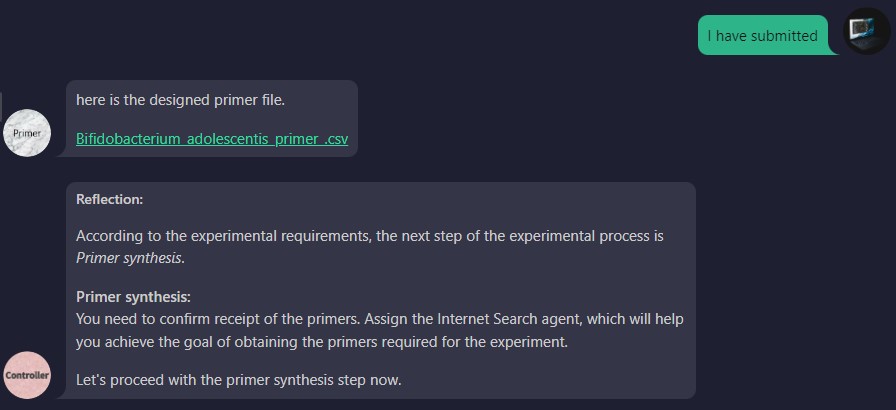 I have submitted
here is the designed primer file.
Primer
Bifidobacterium_adolescentis_primer_.csv
Reflection:
According to the experimental requirements, the next step of the experimental process is
Primer synthesis.
Primer synthesis:
You need to confirm receipt of the primers. Assign the Internet Search agent, which will help
you achieve the goal of obtaining the primers required for the experiment.
Controller
Let's proceed with the primer synthesis step now.